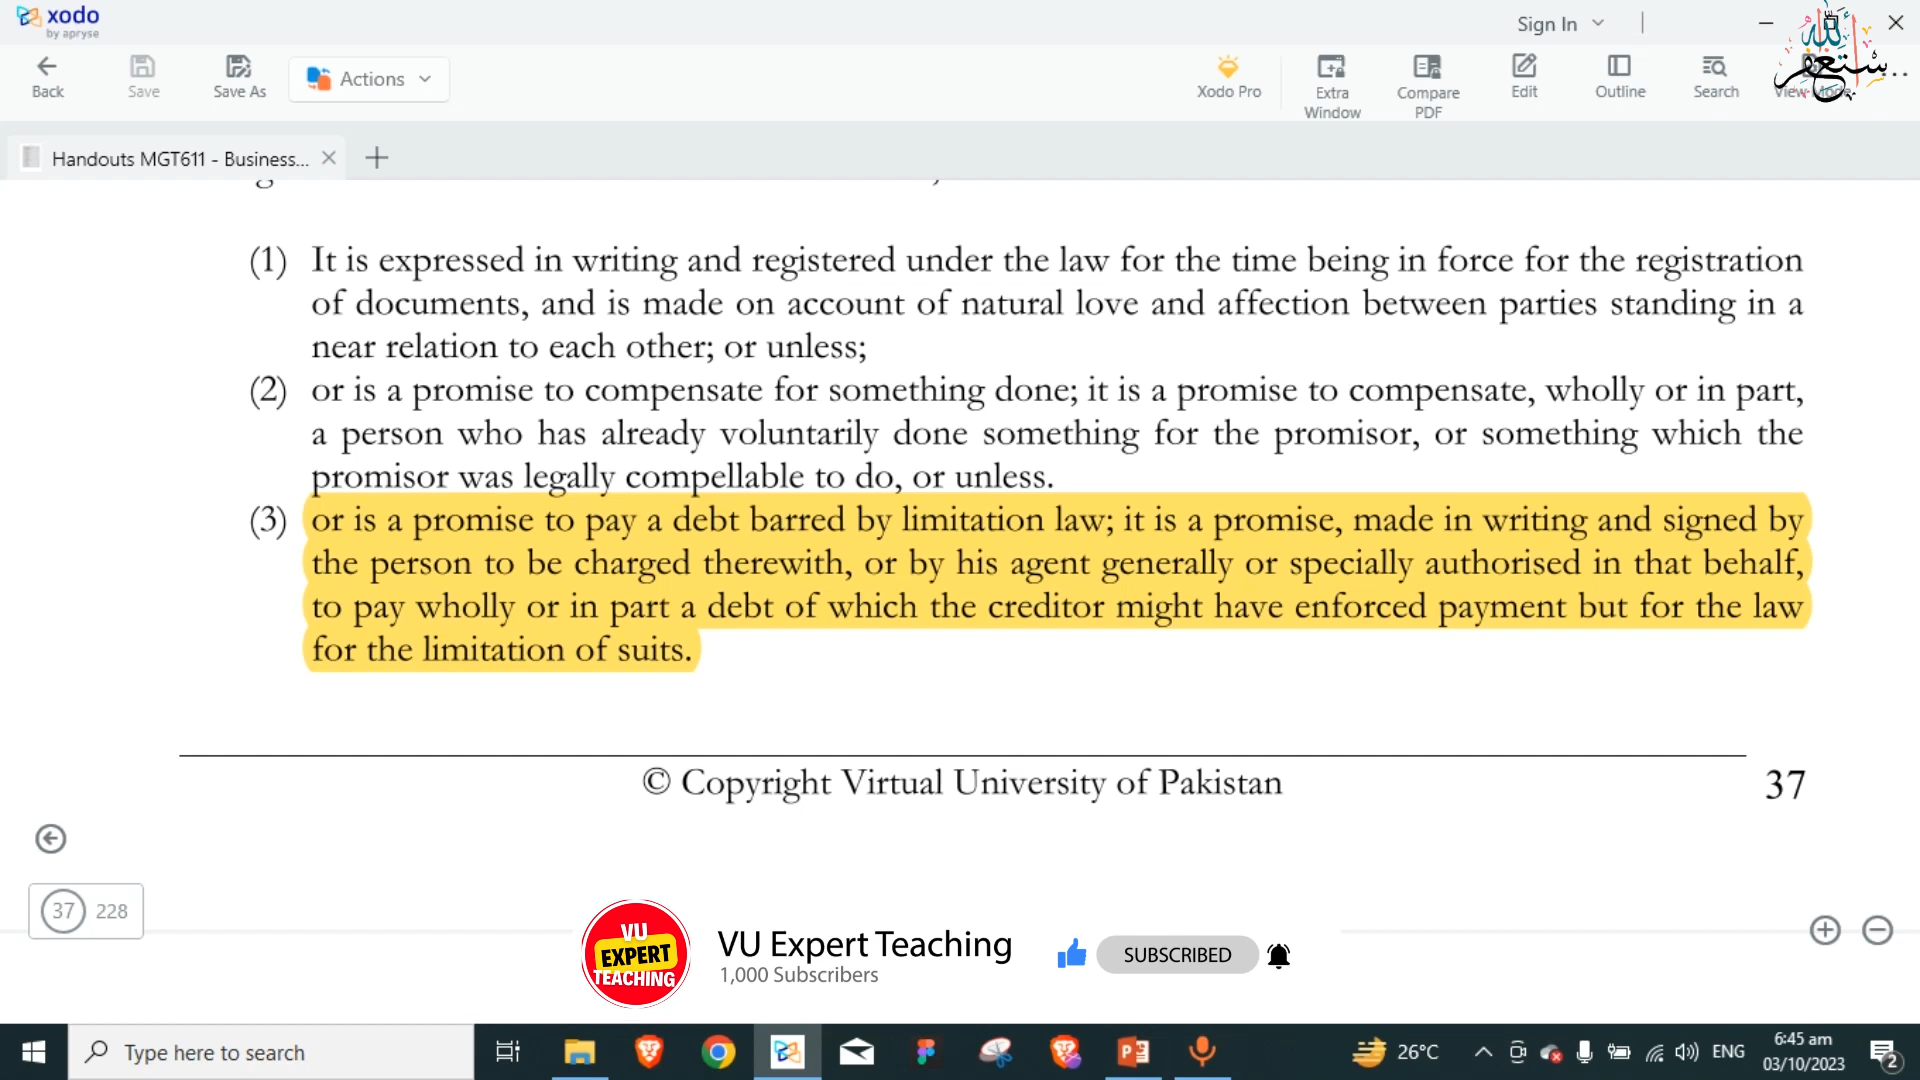 xodo
by apryse
Sign In
Back
Save
Save As
Actions
Xodo Pro
Extra Window
Compare PDF
Edit
Outline
Search
View Mode
أستغفر الله
Handouts MGT611 - Business...
(1) It is expressed in writing and registered under the law for the time being in force for the registration
of documents, and is made on account of natural love and affection between parties standing in a
near relation to each other; or unless;
(2) or is a promise to compensate for something done; it is a promise to compensate, wholly or in part,
a person who has already voluntarily done something for the promisor, or something which the
promisor was legally compellable to do, or unless.
(3) or is a promise to pay a debt barred by limitation law; it is a promise, made in writing and signed by
the person to be charged therewith, or by his agent generally or specially authorised in that behalf,
to pay wholly or in part a debt of which the creditor might have enforced payment but for the law
for the limitation of suits.
© Copyright Virtual University of Pakistan 37
37 228
VU
EXPERT
TEACHING
VU Expert Teaching
1,000 Subscribers
SUBSCRIBED
Type here to search
26°C
ENG
6:45 am
03/10/2023
2